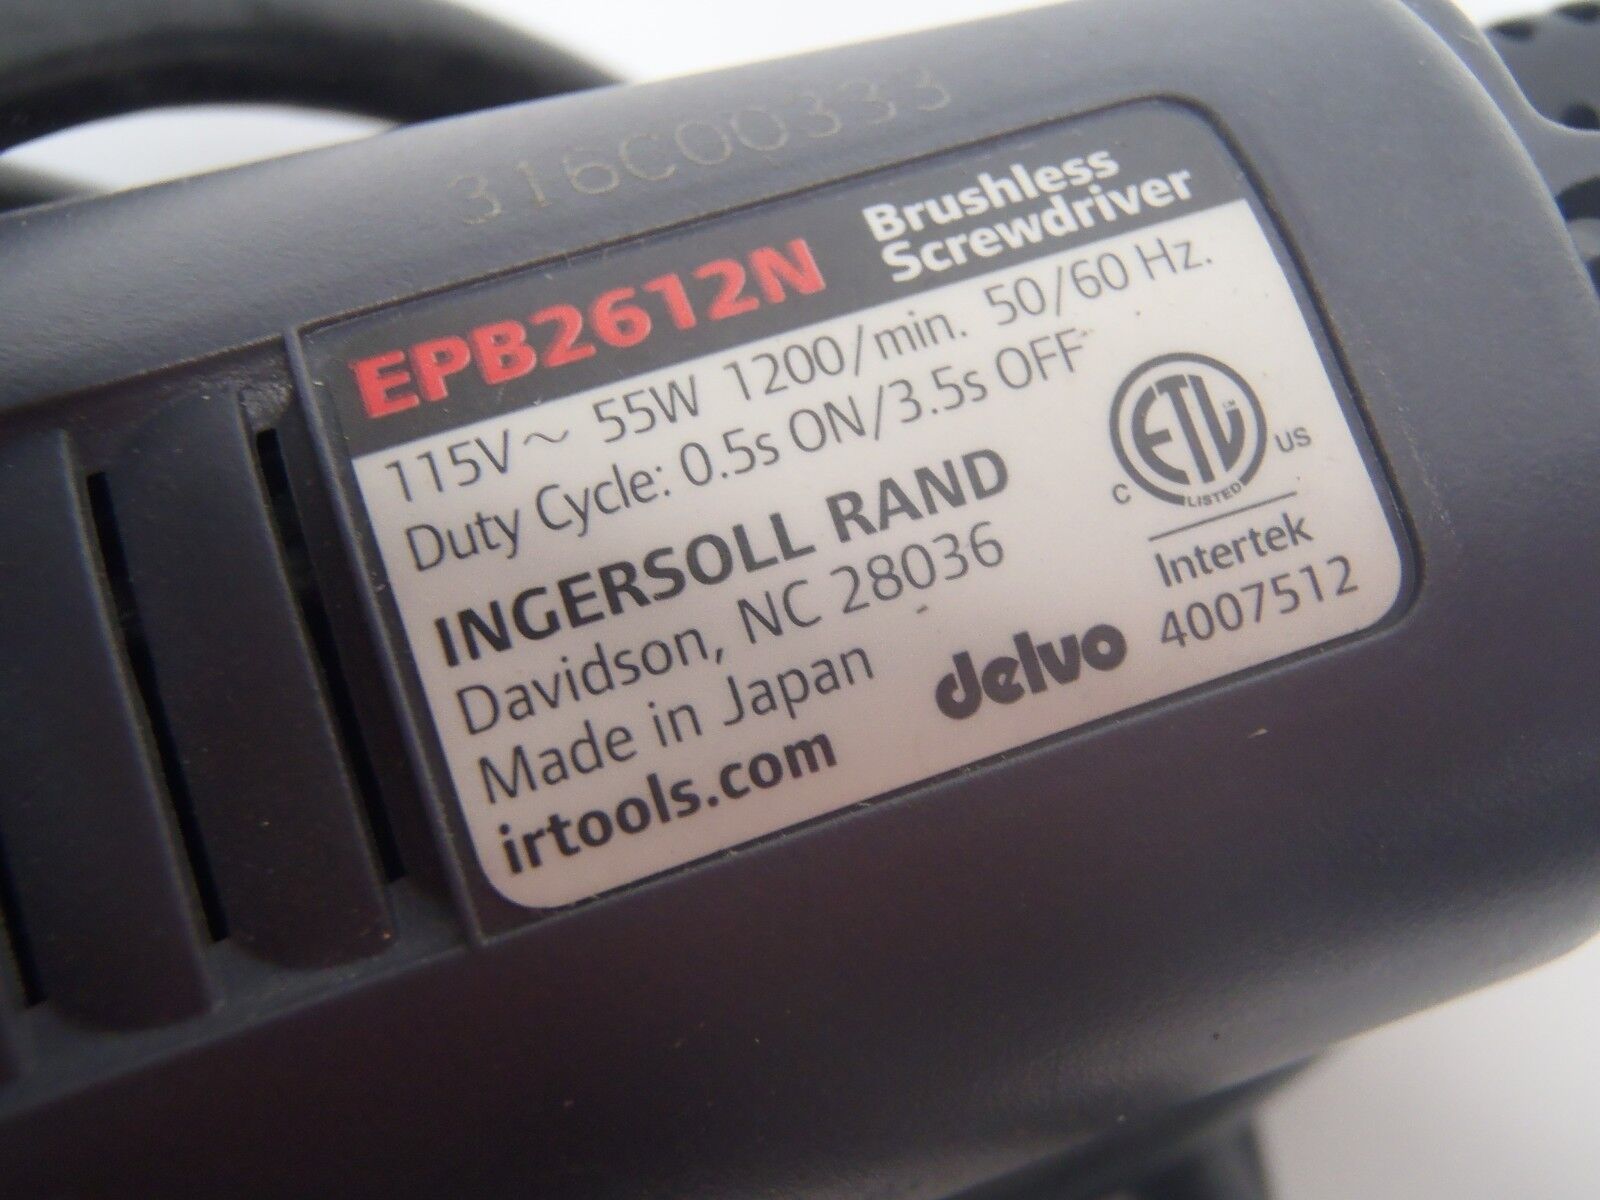 316C00333
EPB2612N
Brushless
Screwdriver
115V~ 55W 1200/min. 50/60 Hz.
Duty Cycle: 0.5s ON/3.5s OFF
INGERSOLL RAND
Davidson, NC 28036
Made in Japan
irtools.com
delvo
ETL
CM
LISTED
C
US
Intertek
4007512